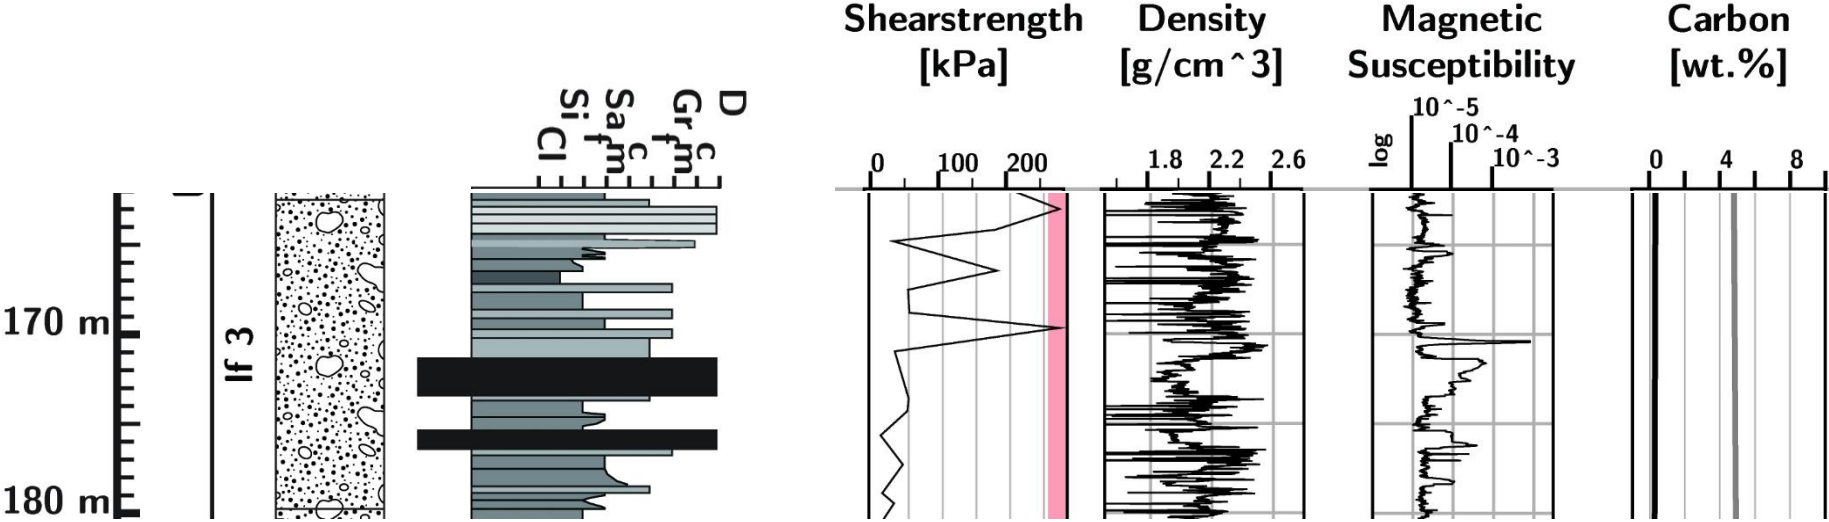 Shearstrength
[kPa]
Density
[g/cm^3]
Magnetic
Susceptibility
Carbon
[wt.%]
Cl
Si
f
Sa
m
c
f
Gr
m
c
D
0 100 200
1.8 2.2 2.6
log
10^-5
10^-4
10^-3
0 4 8
170 m
lf 3
180 m